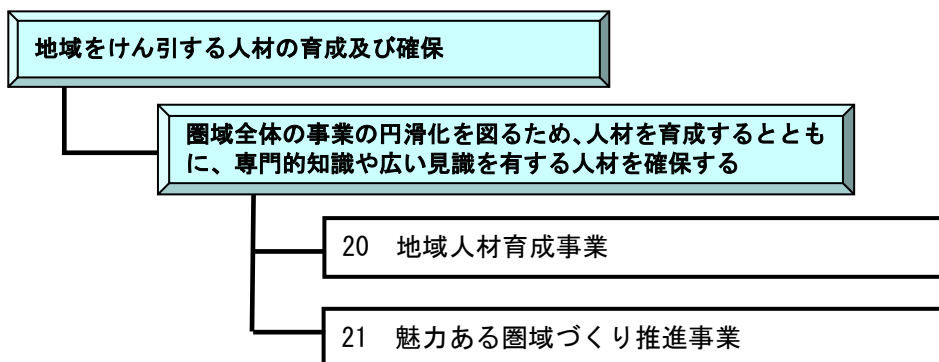 地域をけん引する人材の育成及び確保
圏域全体の事業の円滑化を図るため、人材を育成するととも
に、専門的知識や広い見識を有する人材を確保する
20　地域人材育成事業
21　魅力ある圏域づくり推進事業